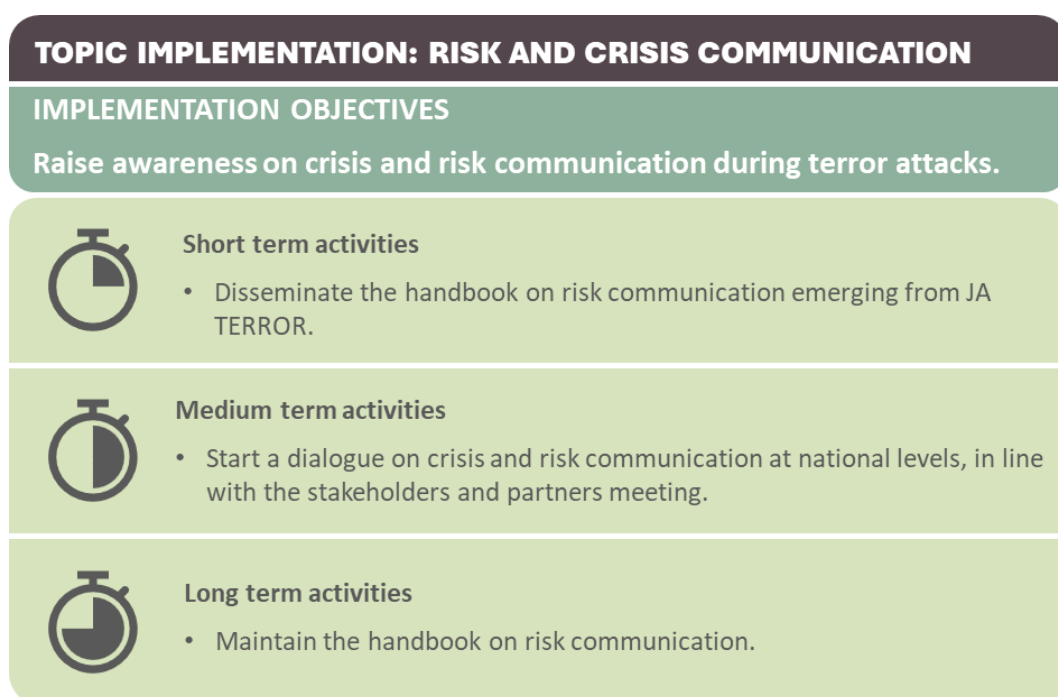 TOPIC IMPLEMENTATION: RISK AND CRISIS COMMUNICATION
IMPLEMENTATION OBJECTIVES
Raise awareness on crisis and risk communication during terror attacks.
Short term activities
• Disseminate the handbook on risk communication emerging from JA
TERROR.
Medium term activities
• Start a dialogue on crisis and risk communication at national levels, in line
with the stakeholders and partners meeting.
Long term activities
• Maintain the handbook on risk communication.